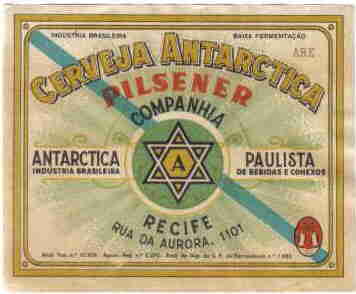 INDUSTRIA BRASILEIRA
BAIXA FERMENTAÇÃO
ARE
CERVEJA ANTARCTICA
PILSENER
COMPANHIA
ANTARCTICA
INDUSTRIA BRASILEIRA
A
PAULISTA
DE BEBIDAS E CONEXOS
RECIFE
RUA DA AURORA, 1101